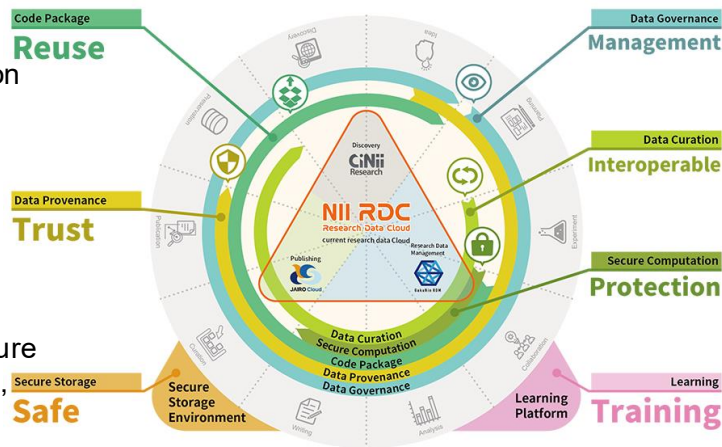 Code Package
Reuse
on
Data Provenance
Trust
ure
,
Secure Storage
Safe
Data Governance
Management
Data Curation
Interoperable
Secure Computation
Protection
Learning
Training
Discovery
Idea
Planning
Experiment
Collaboration
Analysis
Writing
Curation
Publication
Preservation
Discovery
CiNii
Research
NII RDC
Research Data Cloud
current research data Cloud
Publishing
JAIRO Cloud
Research Data
Management
GakuNin RDM
Data Curation
Secure Computation
Code Package
Data Provenance
Data Governance
Secure
Storage
Environment
Learning
Platform